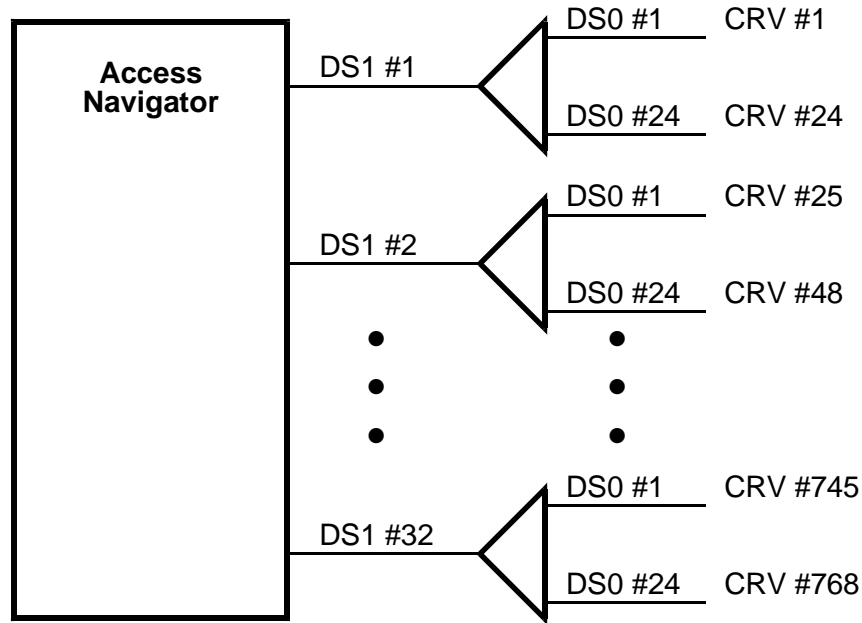 Access
Navigator
DS1 #1
DS0 #1 CRV #1
DS0 #24 CRV #24
DS1 #2
DS0 #1 CRV #25
DS0 #24 CRV #48
DS1 #32
DS0 #1 CRV #745
DS0 #24 CRV #768